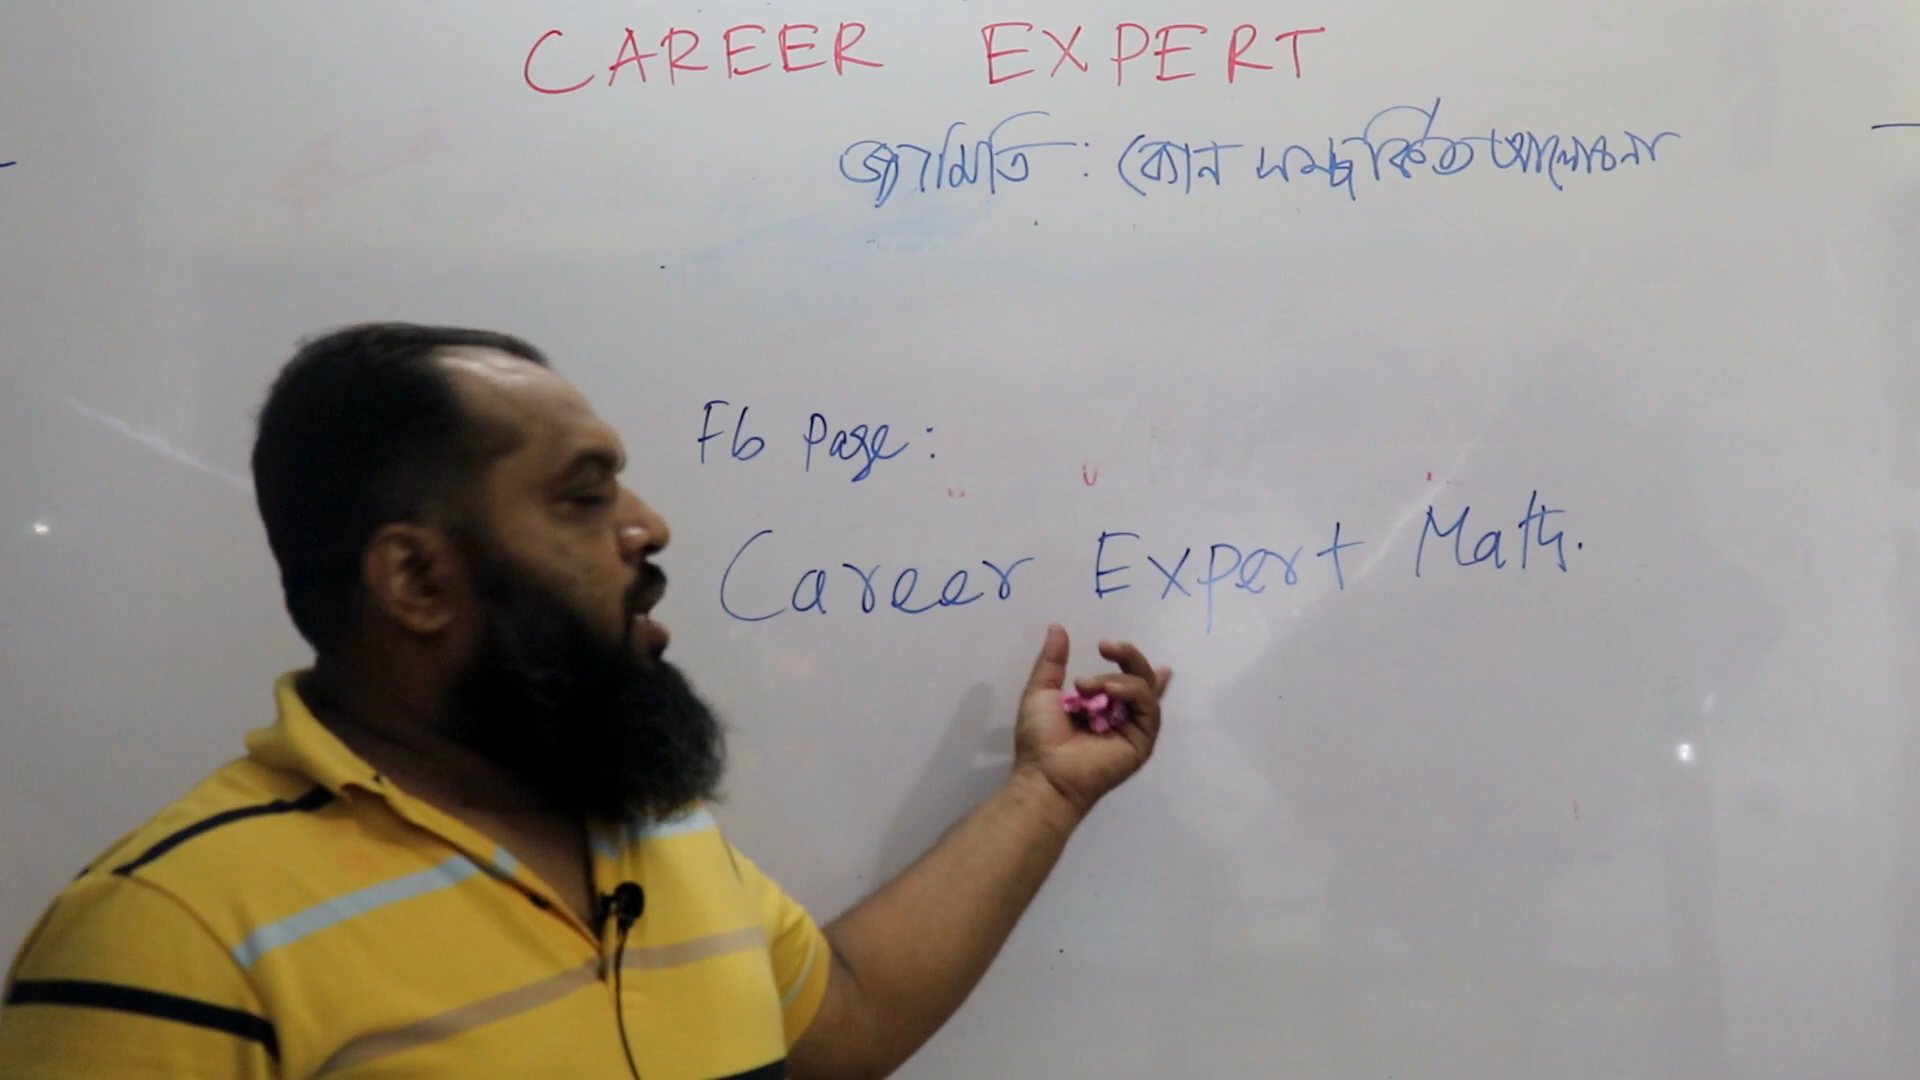 CAREER EXPERT
জ্যামিতি : কোন সম্পর্কিত আলোচনা
Fb Page :
Career Expert Math.